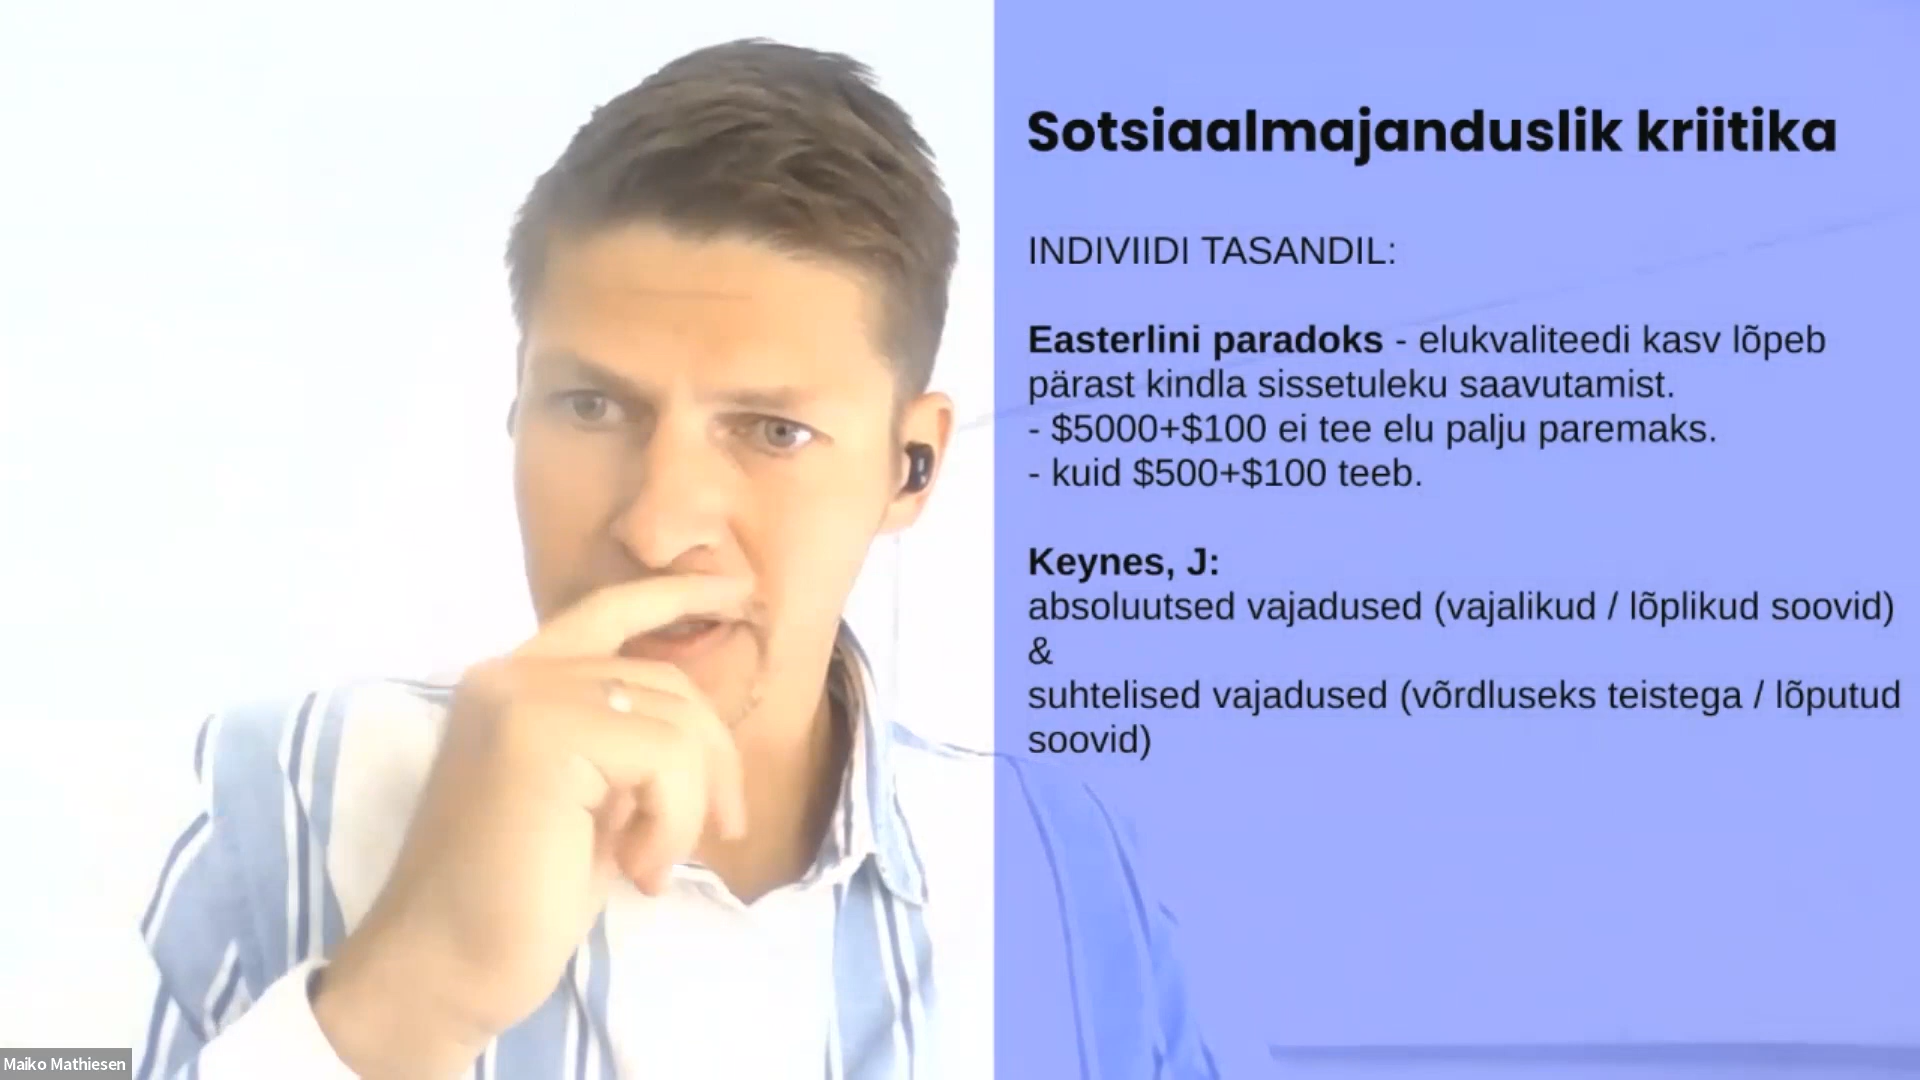 Sotsiaalmajanduslik kriitika
INDIVIIDI TASANDIL:
Easterlini paradoks - elukvaliteedi kasv lõpeb
pärast kindla sissetuleku saavutamist.
- $5000+$100 ei tee elu palju paremaks.
- kuid $500+$100 teeb.
Keynes, J:
absoluutsed vajadused (vajalikud / lõplikud soovid)
&
suhtelised vajadused (võrdluseks teistega / lõputud
soovid)
Maiko Mathiesen